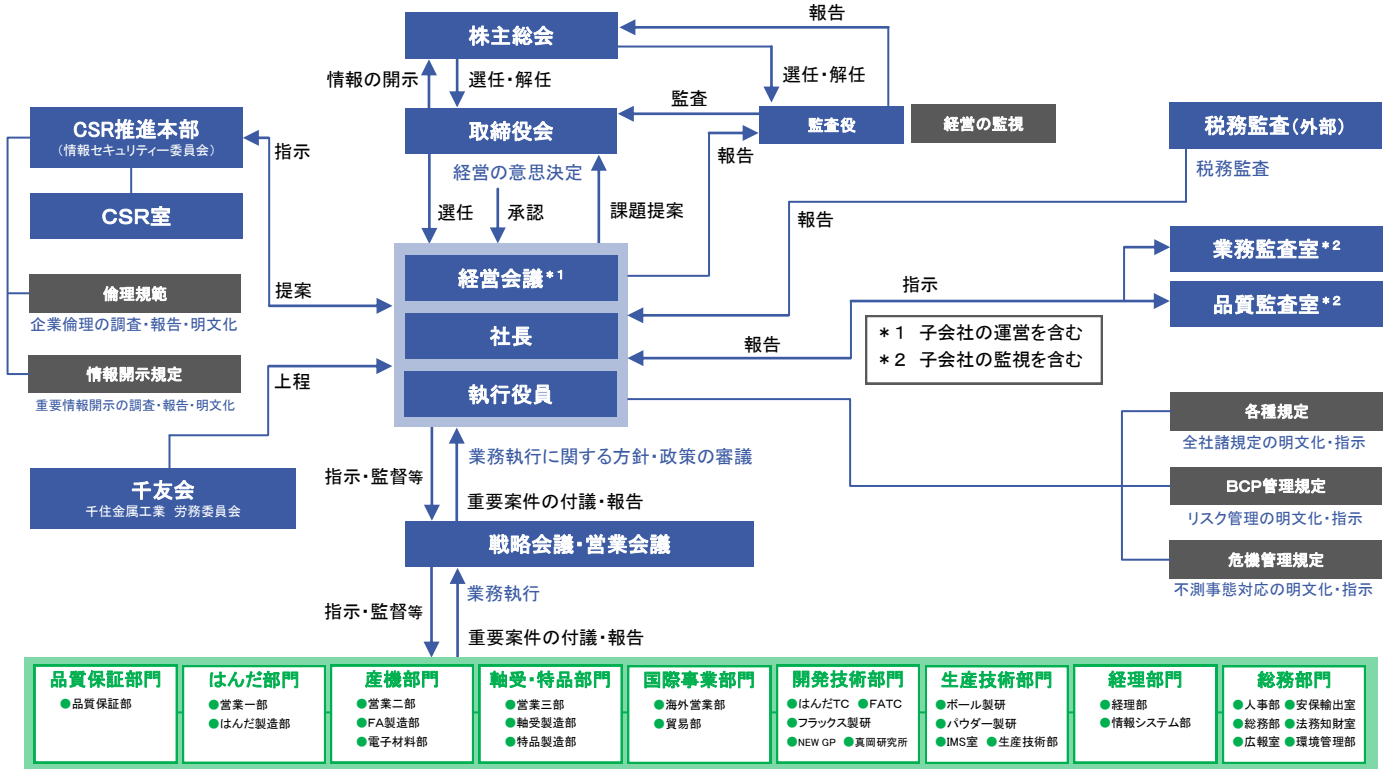 報告
株主総会
情報の開示
選任・解任
選任・解任
CSR推進本部
(情報セキュリティー委員会)
指示
取締役会
監査
監査役
経営の監視
税務監査(外部)
税務監査
経営の意思決定
報告
CSR室
選任
承認
課題提案
報告
業務監査室*2
倫理規範
企業倫理の調査・報告・明文化
提案
経営会議*1
指示
品質監査室*2
社長
報告
*1 子会社の運営を含む
*2 子会社の監視を含む
情報開示規定
重要情報開示の調査・報告・明文化
上程
執行役員
各種規定
全社諸規定の明文化・指示
千友会
千住金属工業 労務委員会
指示・監督等
業務執行に関する方針・政策の審議
重要案件の付議・報告
BCP管理規定
リスク管理の明文化・指示
戦略会議・営業会議
危機管理規定
不測事態対応の明文化・指示
指示・監督等
業務執行
重要案件の付議・報告
品質保証部門
●品質保証部
はんだ部門
●営業一部
●はんだ製造部
産機部門
●営業二部
●FA製造部
●電子材料部
軸受・特品部門
●営業三部
●軸受製造部
●特品製造部
国際事業部門
●海外営業部
●貿易部
開発技術部門
●はんだTC ●FATC
●フラックス製研
●NEW GP ●真岡研究所
生産技術部門
●ボール製研
●パウダー製研
●IMS室 ●生産技術部
経理部門
●経理部
●情報システム部
総務部門
●人事部 ●安保輸出室
●総務部 ●法務知財室
●広報室 ●環境管理部